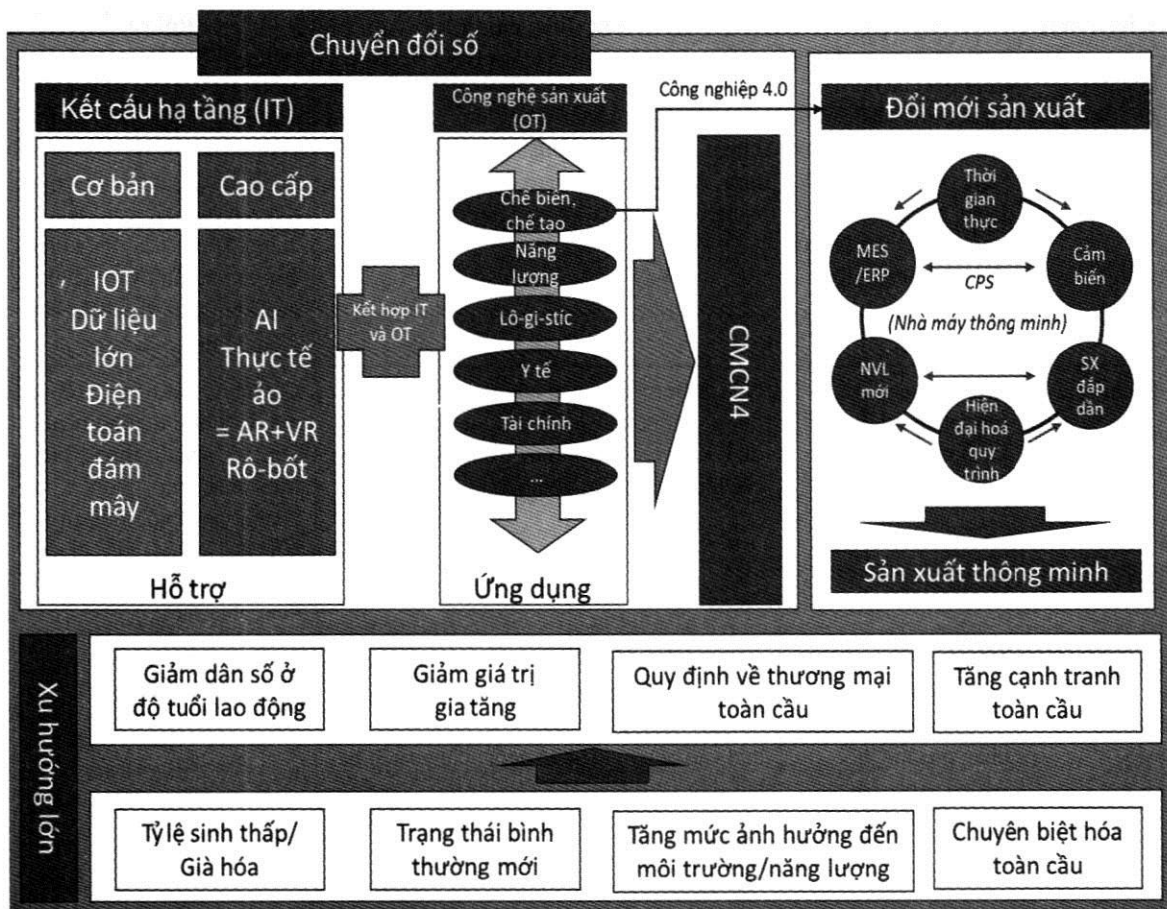 Chuyển đổi số
Kết cấu hạ tầng (IT)
Cơ bản
Cao cấp
IOT
Dữ liệu
lớn
Điện
toán
đám
mây
AI
Thực tế
ảo
= AR+VR
Rô-bốt
Hỗ trợ
Kết hợp IT
và OT
Công nghệ sản xuất
(OT)
Chế biến,
chế tạo
Năng
lượng
Lô-gi-stíc
Y tế
Tài chính
...
Ứng dụng
CMCN4
Công nghiệp 4.0
Đổi mới sản xuất
Thời
gian
thực
MES
/ERP
Cảm
biến
CPS
(Nhà máy thông minh)
NVL
mới
SX
đắp
dần
Hiện
đại hoá
quy
trình
Sản xuất thông minh
Xu hướng lớn
Giảm dân số ở
độ tuổi lao động
Giảm giá trị
gia tăng
Quy định về thương mại
toàn cầu
Tăng cạnh tranh
toàn cầu
Tỷ lệ sinh thấp/
Già hóa
Trạng thái bình
thường mới
Tăng mức ảnh hưởng đến
môi trường/năng lượng
Chuyên biệt hóa
toàn cầu